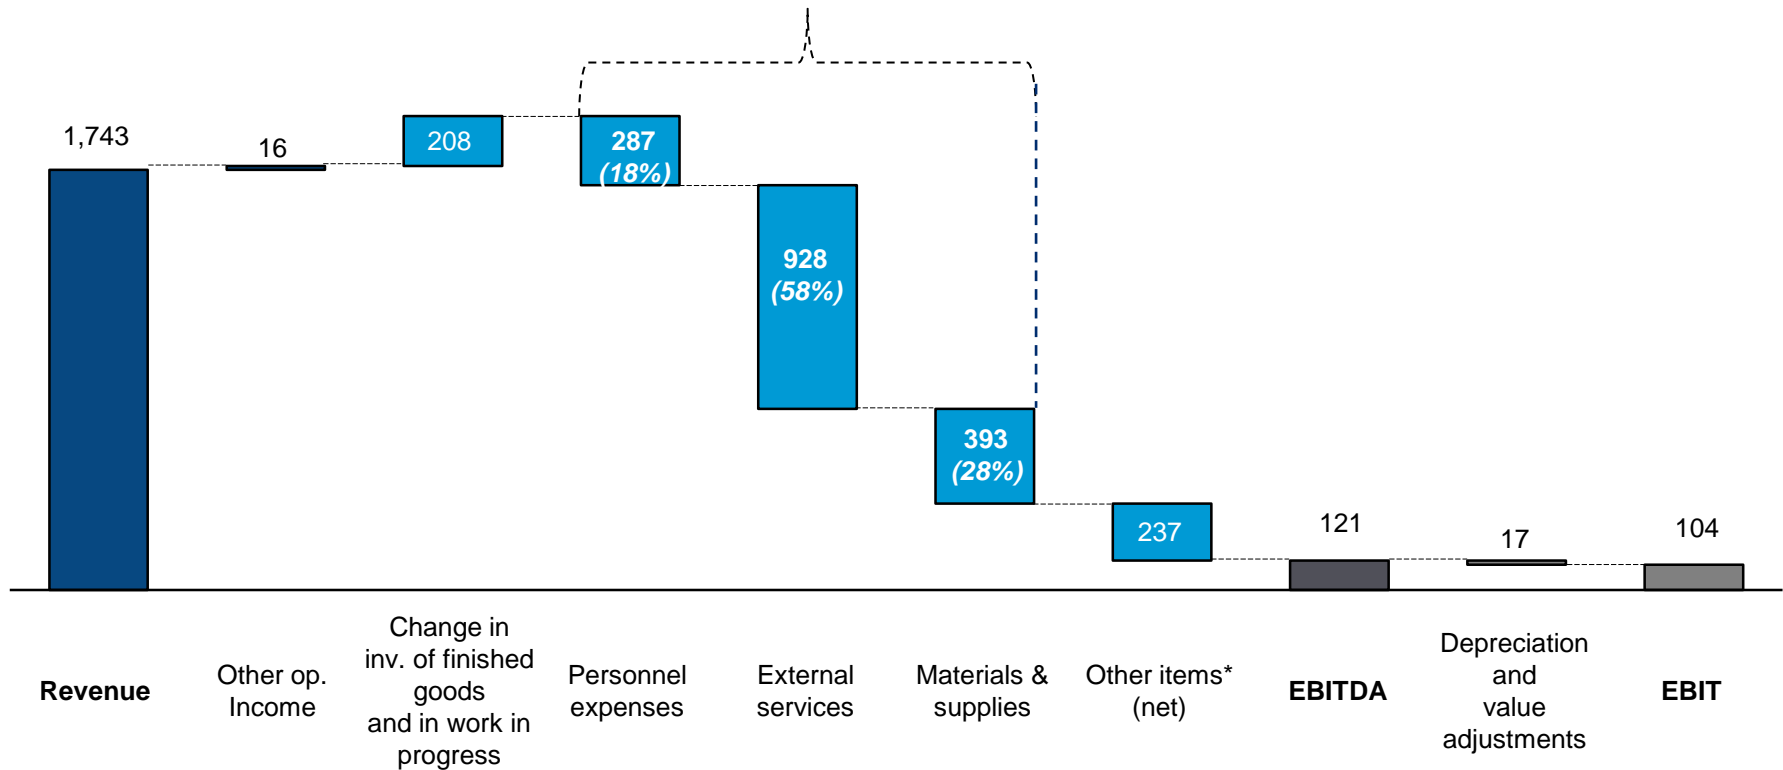 1,743
16
208
287
(18%)
928
(58%)
393
(28%)
237
121
17
104
Revenue
Other op.
Income
Change in
inv. of finished
goods
and in work in
progress
Personnel
expenses
External
services
Materials &
supplies
Other items*
(net)
EBITDA
Depreciation
and
value
adjustments
EBIT